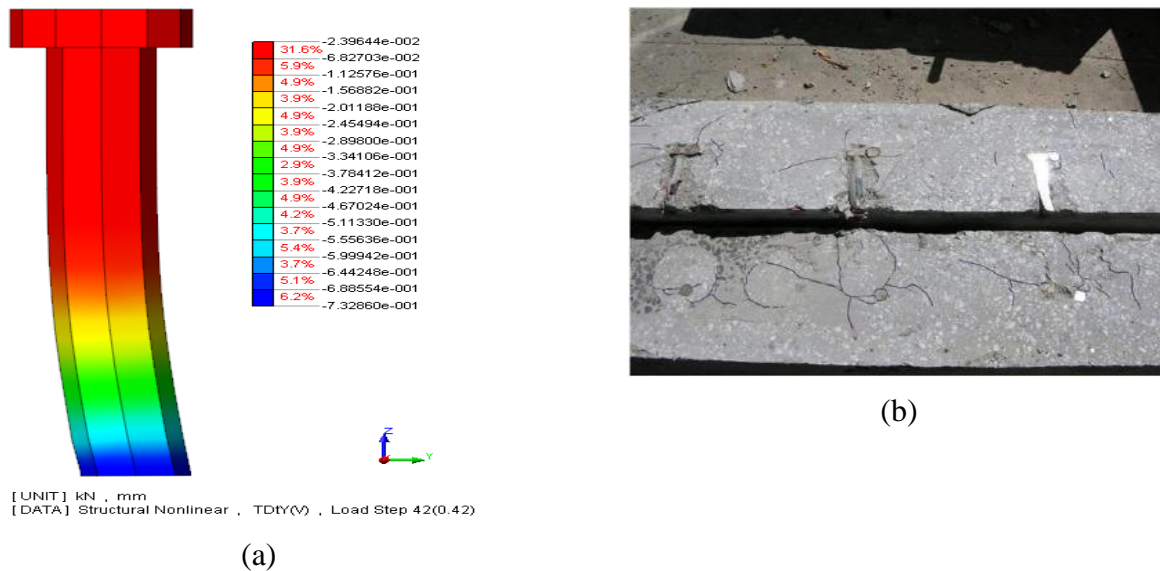 -2.39644e-002
31.6%
-6.82703e-002
5.9%
-1.12576e-001
4.9%
-1.56882e-001
3.9%
-2.01188e-001
4.9%
-2.45494e-001
3.9%
-2.89800e-001
4.9%
-3.34106e-001
2.9%
-3.78412e-001
3.9%
-4.22718e-001
4.9%
-4.67024e-001
4.2%
-5.11330e-001
3.7%
-5.55636e-001
5.4%
-5.99942e-001
3.7%
-6.44248e-001
5.1%
-6.88554e-001
6.2%
-7.32860e-001
Z
Y
[UNIT] kN , mm
[DATA] Structural Nonlinear , TDtY(V) , Load Step 42(0.42)
(a)
(b)